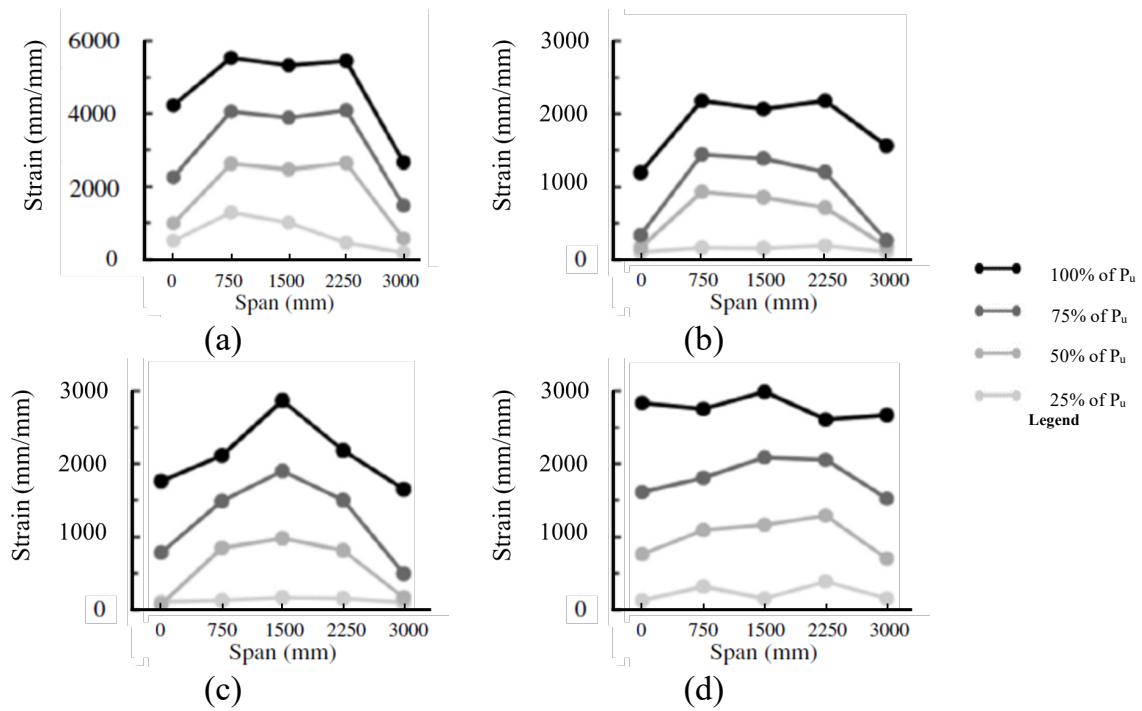 6000
4000
2000
0
Strain (mm/mm)
0 750 1500 2250 3000
Span (mm)
(a)
3000
2000
1000
0
Strain (mm/mm)
0 750 1500 2250 3000
Span (mm)
(b)
100% of Pu
75% of Pu
50% of Pu
25% of Pu
Legend
3000
2000
1000
0
Strain (mm/mm)
0 750 1500 2250 3000
Span (mm)
(c)
3000
2000
1000
0
Strain (mm/mm)
0 750 1500 2250 3000
Span (mm)
(d)